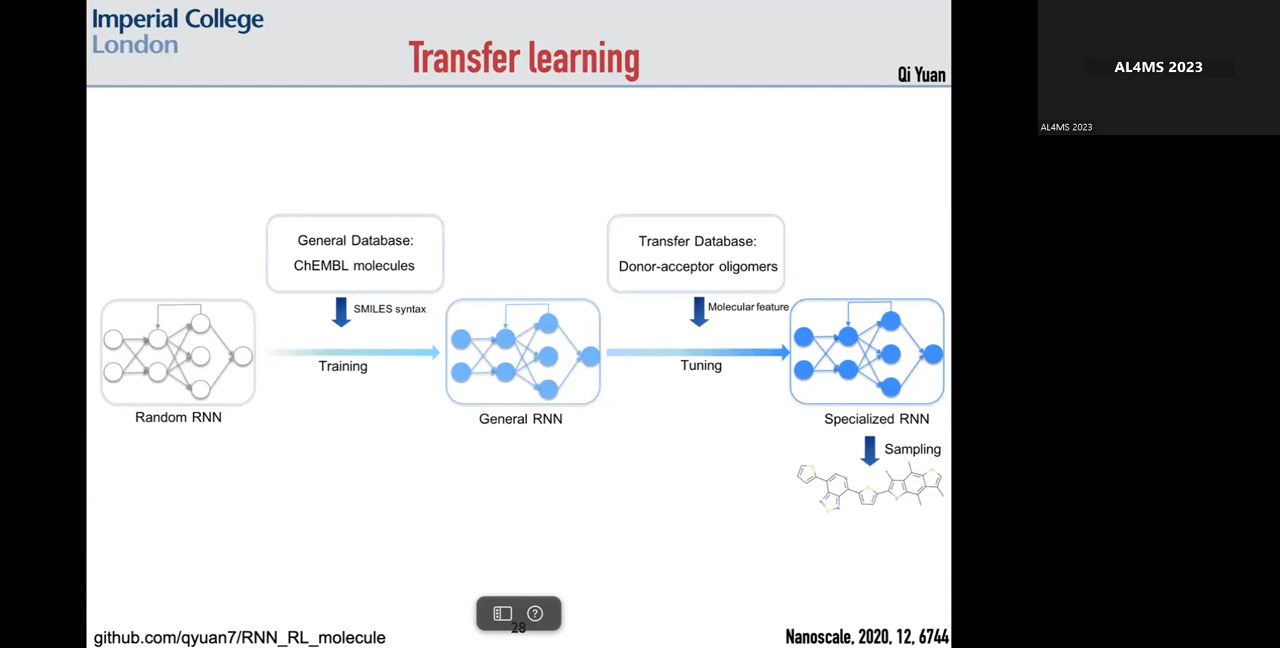 Imperial College
London
Transfer learning
Qi Yuan
AL4MS 2023
AL4MS 2023
General Database:
ChEMBL molecules
Transfer Database:
Donor-acceptor oligomers
SMILES syntax
Molecular feature
Training
Tuning
Random RNN
General RNN
Specialized RNN
Sampling
28
github.com/qyuan7/RNN_RL_molecule
Nanoscale, 2020, 12, 6744